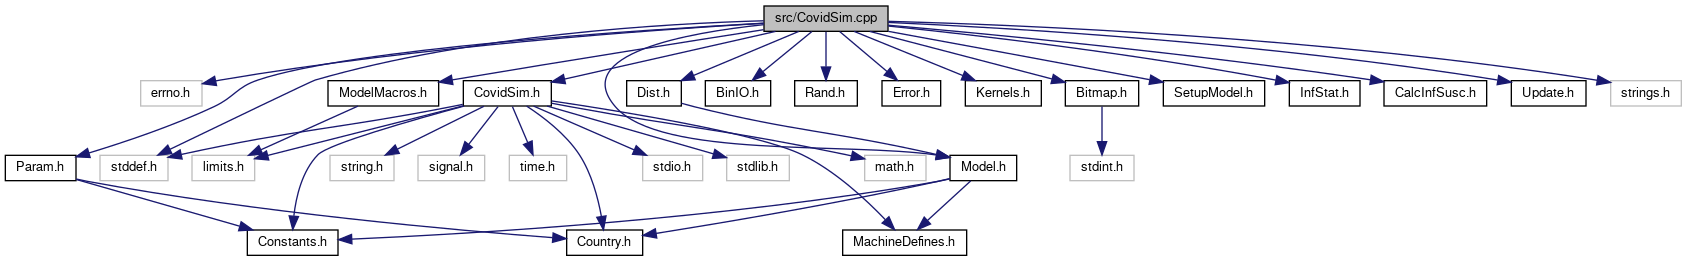 src/CovidSim.cpp
errno.h
ModelMacros.h
CovidSim.h
Dist.h
BinIO.h
Rand.h
Error.h
Kernels.h
Bitmap.h
SetupModel.h
InfStat.h
CalcInfSusc.h
Update.h
strings.h
Param.h
stddef.h
limits.h
string.h
signal.h
time.h
stdio.h
stdlib.h
math.h
Model.h
stdint.h
Constants.h
Country.h
MachineDefines.h